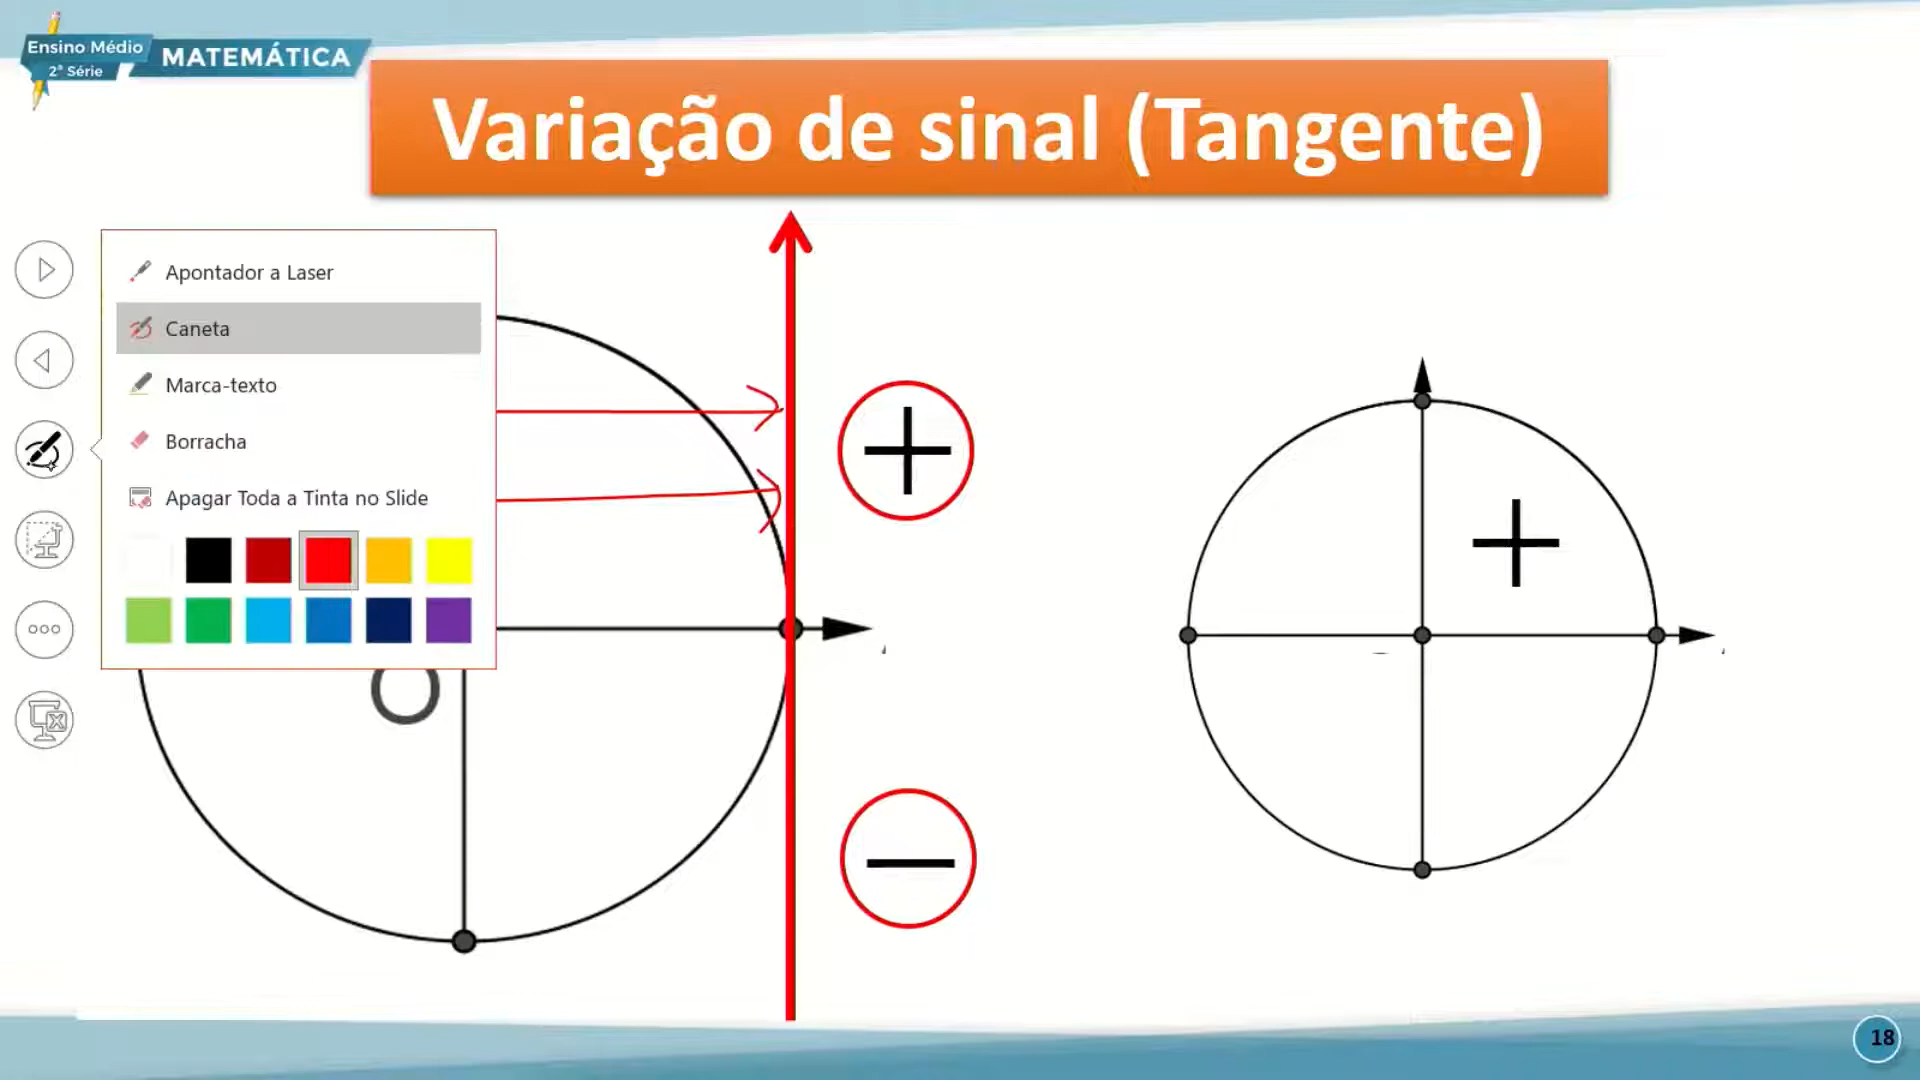 Ensino Médio
2ª Série
MATEMÁTICA
Variação de sinal (Tangente)
Apontador a Laser
Caneta
Marca-texto
Borracha
Apagar Toda a Tinta no Slide
O
+
—
+
18